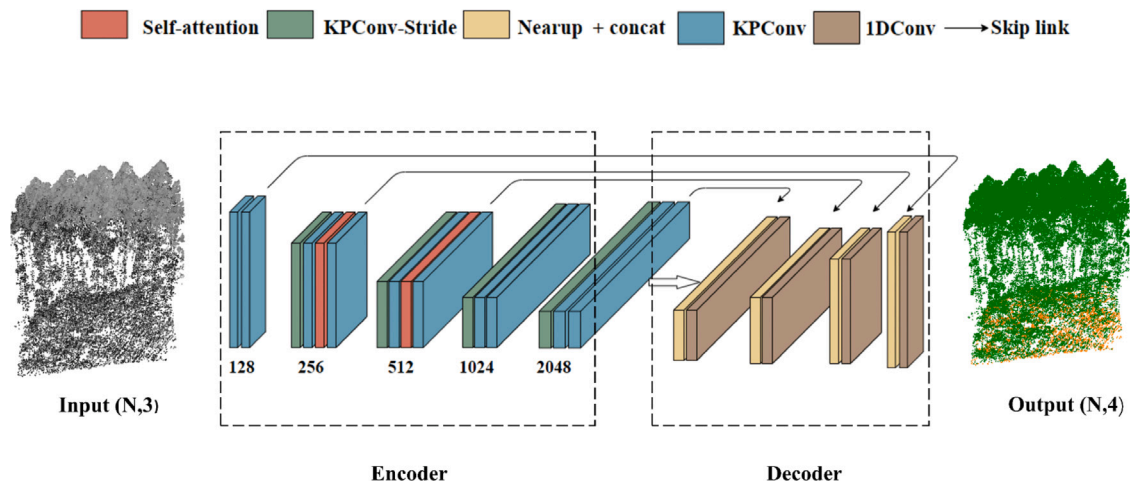 Self-attention KPConv-Stride Nearup + concat KPConv 1DConv Skip link
128 256 512 1024 2048
Input (N,3) Output (N,4)
Encoder Decoder